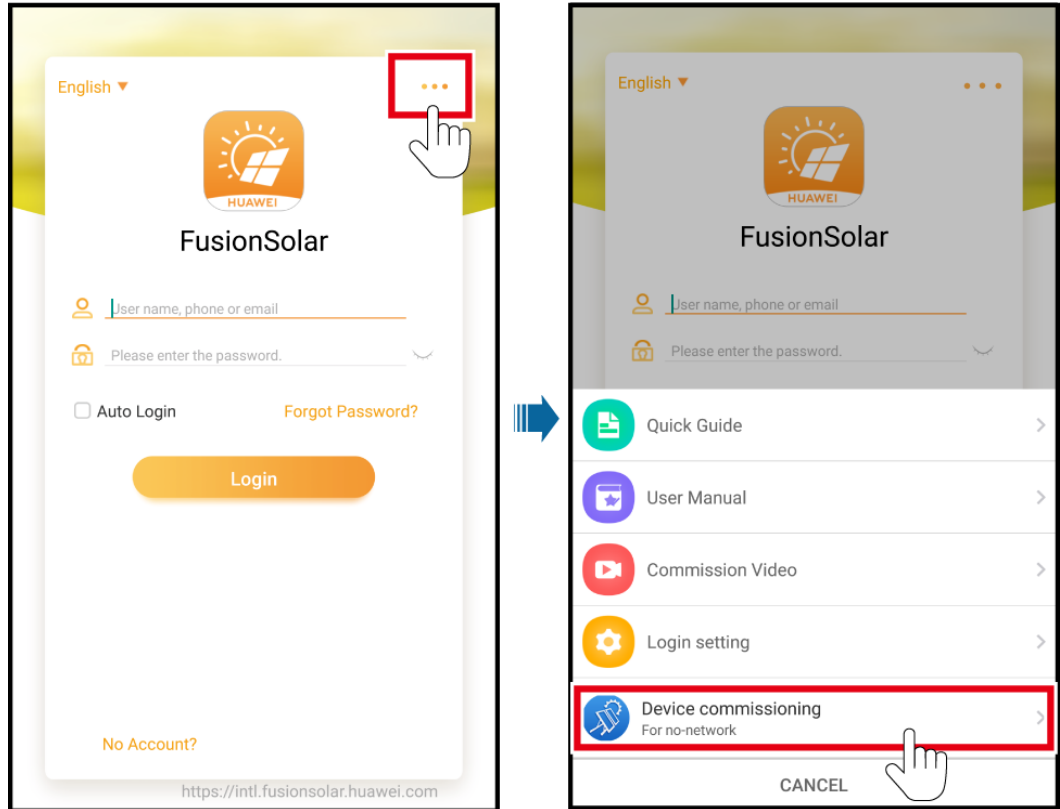 English
HUAWEI
FusionSolar
User name, phone or email
Please enter the password.
Auto Login Forgot Password?
Login
No Account?
https://intl.fusionsolar.huawei.com
English
HUAWEI
FusionSolar
User name, phone or email
Please enter the password.
Quick Guide
User Manual
Commission Video
Login setting
Device commissioning
For no-network
CANCEL